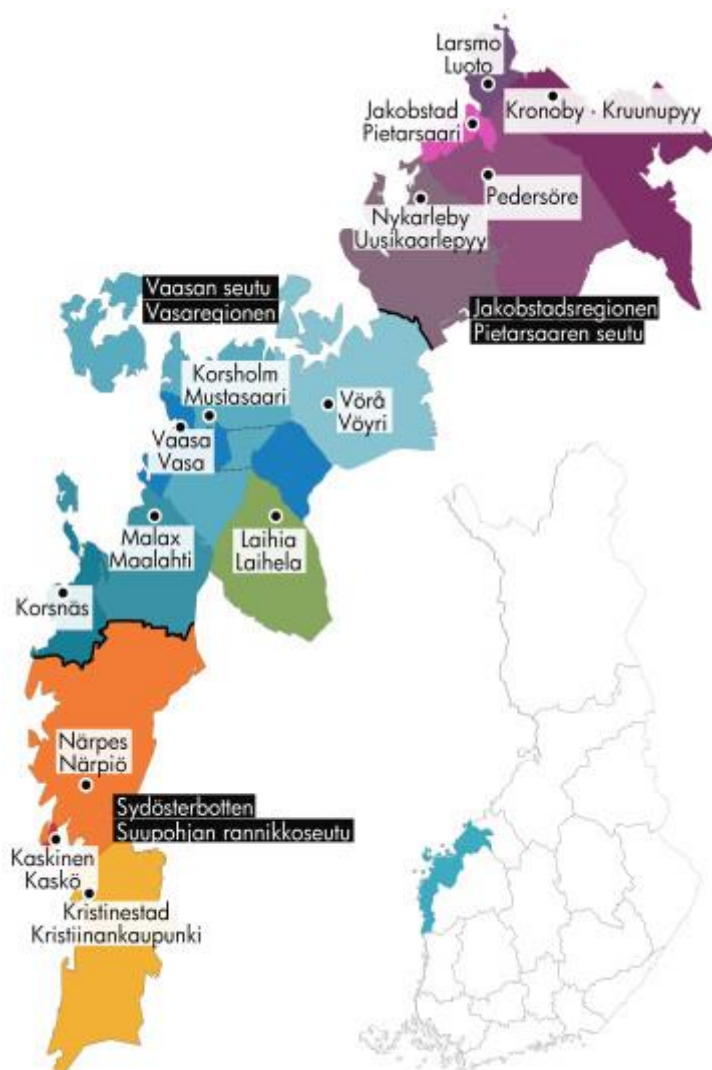 Larsmo
Luoto
Jakobstad
Pietarsaari
Kronoby · Kruunupyy
Pedersöre
Nykarleby
Uusikaarlepyy
Vaasan seutu
Vasaregionen
Jakobstadsregionen
Pietarsaaren seutu
Korsholm
Mustasaari
Vörå
Vöyri
Vaasa
Vasa
Malax
Maalahti
Laihia
Laihela
Korsnäs
Närpes
Närpiö
Sydösterbotten
Suupohjan rannikkoseutu
Kaskinen
Kaskö
Kristinestad
Kristiinankaupunki